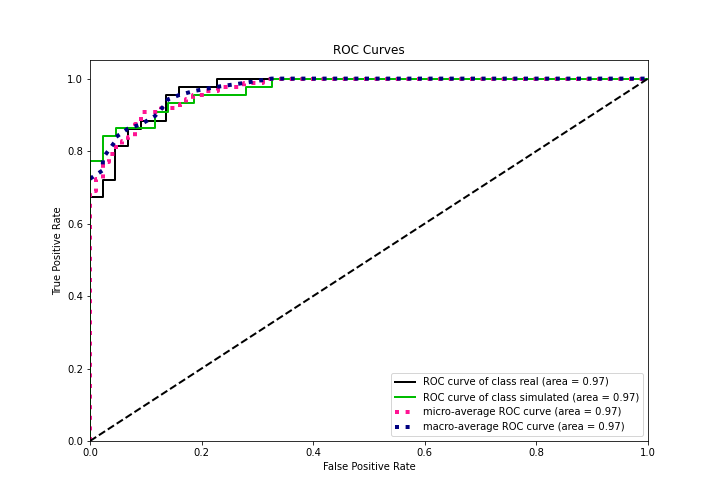 ROC Curves
True Positive Rate
1.0
0.8
0.6
0.4
0.2
0.0
0.0 0.2 0.4 0.6 0.8 1.0
False Positive Rate
ROC curve of class real (area = 0.97)
ROC curve of class simulated (area = 0.97)
micro-average ROC curve (area = 0.97)
macro-average ROC curve (area = 0.97)